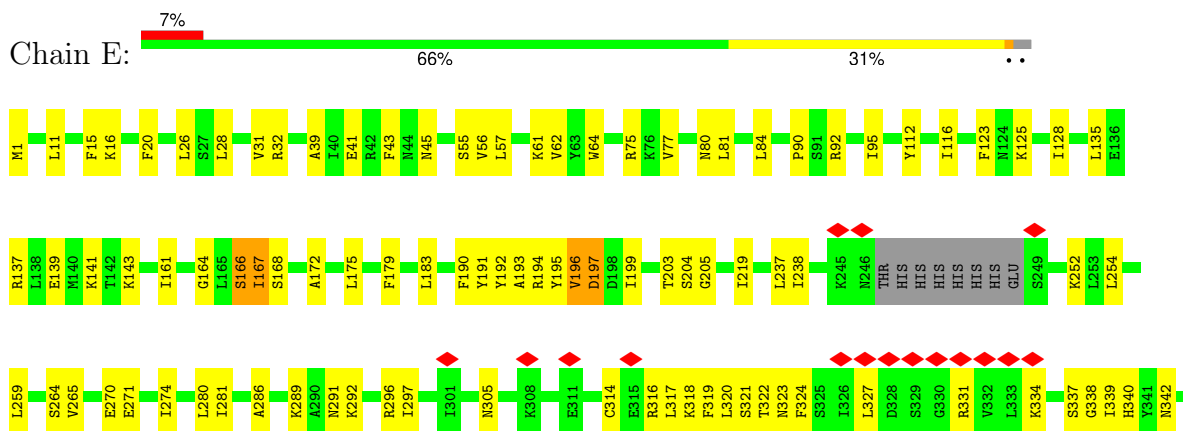 7%
Chain E:
66% 31% • •
M1 L11 F15 K16 F20 L26 S27 L28 V31 R32 A39 I40 E41 R42 F43 N44 N45 S55 V56 L57 K61 V62 Y63 W64 R75 K76 V77 N80 L81 L84 P90 S91 R92 I95 Y112 I116 F123 N124 K125 I128 L135 E136
R137 L138 E139 M140 K141 T142 K143 I161 G164 L165 S166 I167 S168 A172 L175 F179 L183 F190 Y191 Y192 A193 R194 Y195 V196 D197 D198 I199 T203 S204 G205 I219 L237 I238 K245 N246 THR HIS HIS HIS HIS HIS HIS GLU S249 K252 L253 L254
L259 S264 V265 E270 E271 I274 L280 I281 A286 K289 A290 N291 K292 R296 I297 I301 N305 K308 E311 C314 E315 R316 L317 K318 F319 L320 S321 T322 N323 F324 S325 I326 L327 D328 S329 G330 R331 V332 L333 K334 S337 G338 I339 H340 Y341 N342